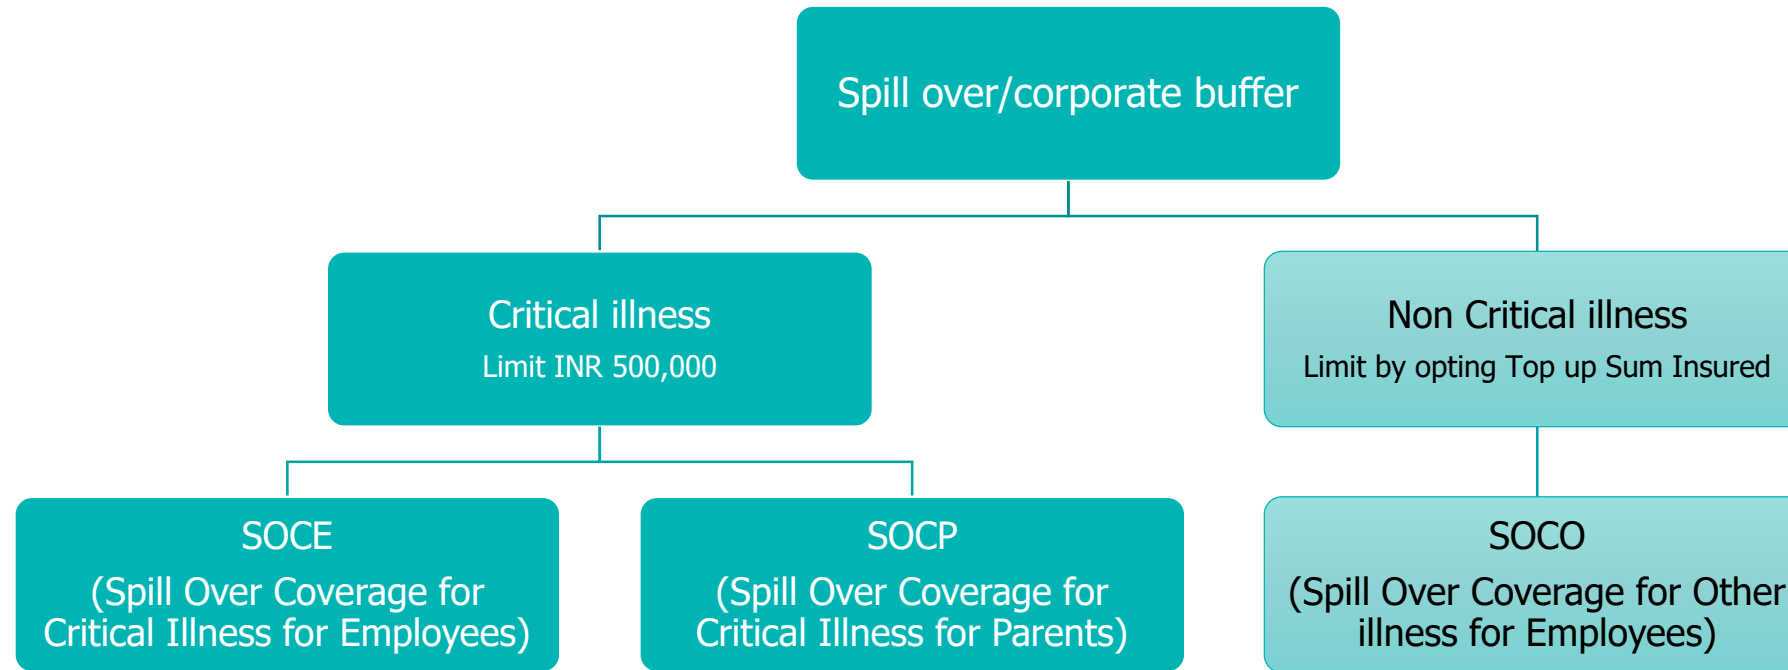 Spill over/corporate buffer
Critical illness
Limit INR 500,000
Non Critical illness
Limit by opting Top up Sum Insured
SOCE
(Spill Over Coverage for
Critical Illness for Employees)
SOCP
(Spill Over Coverage for
Critical Illness for Parents)
SOCO
(Spill Over Coverage for Other
illness for Employees)